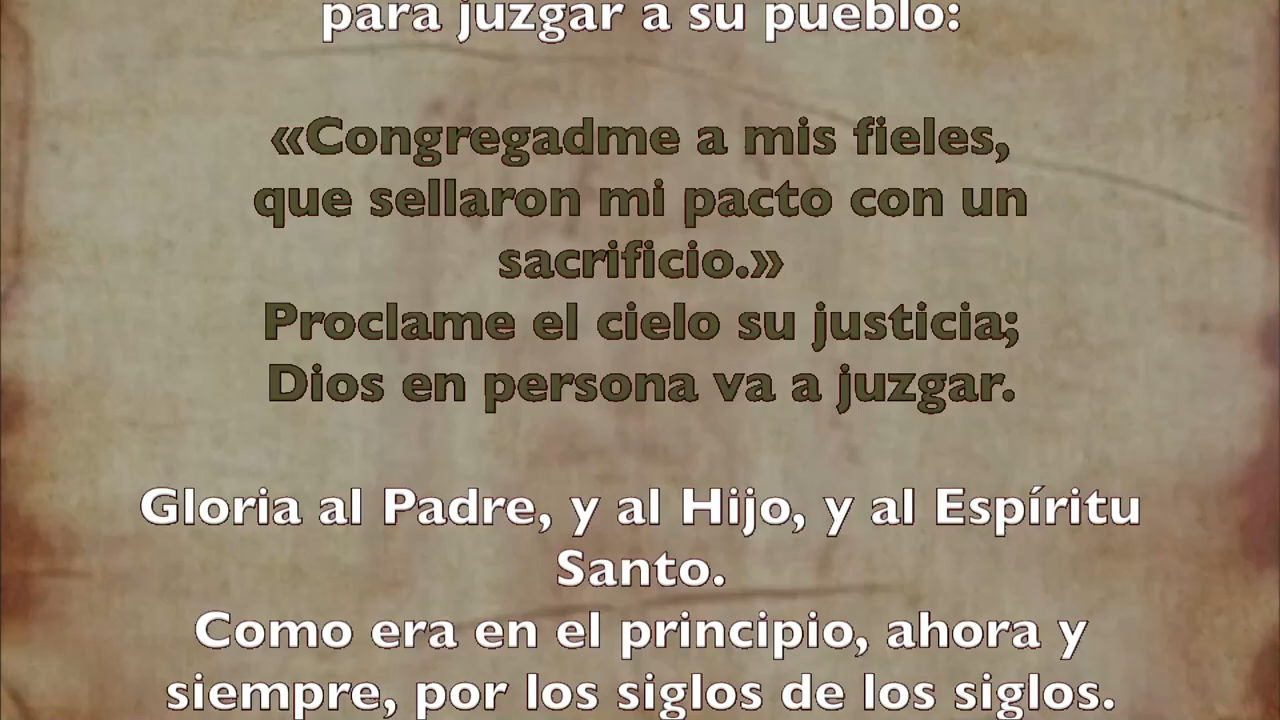 para juzgar a su pueblo:
«Congregadme a mis fieles,
que sellaron mi pacto con un
sacrificio.»
Proclame el cielo su justicia;
Dios en persona va a juzgar.
Gloria al Padre, y al Hijo, y al Espíritu
Santo.
Como era en el principio, ahora y
siempre, por los siglos de los siglos.